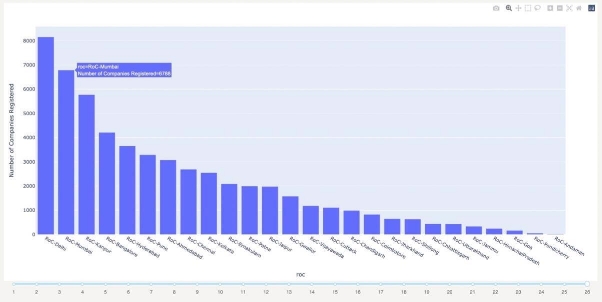 roc=RoC-Mumbai
Number of Companies Registered=6788
Number of Companies Registered
8000
7000
6000
5000
4000
3000
2000
1000
0
RoC-Delhi
RoC-Mumbai
RoC-Kanpur
RoC-Bangalore
RoC-Hyderabad
RoC-Pune
RoC-Ahmedabad
RoC-Chennai
RoC-Kolkata
RoC-Ernakulam
RoC-Patna
RoC-Jaipur
RoC-Gwalior
RoC-Vijayawada
RoC-Cuttack
RoC-Chandigarh
RoC-Coimbatore
RoC-Jharkhand
RoC-Shillong
RoC-Chhattisgarh
RoC-Uttarakhand
RoC-Jammu
RoC-Goa
RoC-Andaman
roc
1 2 3 4 5 6 7 8 9 10 11 12 13 14 15 16 17 18 19 20 21 22 23 24 25 26